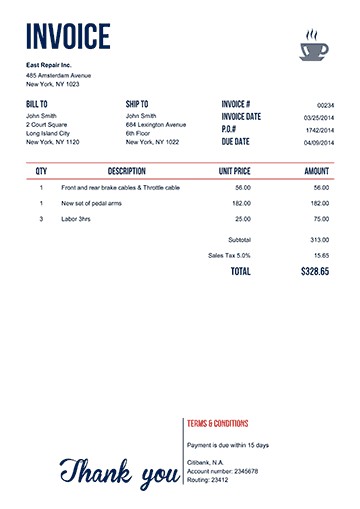 INVOICE
East Repair Inc.
485 Amsterdam Avenue
New York, NY 1023
BILL TO
John Smith
2 Court Square
Long Island City
New York, NY 1120
SHIP TO
John Smith
664 Lexington Avenue
6th Floor
New York, NY 1022
INVOICE # 00234
INVOICE DATE 03/25/2014
P.O.# 1742/2014
DUE DATE 04/09/2014
QTY DESCRIPTION UNIT PRICE AMOUNT
1 Front and rear brake cables & Throttle cable 56.00 56.00
1 New set of pedal arms 182.00 182.00
3 Labor 3hrs 25.00 75.00
Subtotal 313.00
Sales Tax 5.0% 15.65
TOTAL $328.65
Thank you
TERMS & CONDITIONS
Payment is due within 15 days
Citibank, N.A.
Account number: 2345678
Routing: 23412